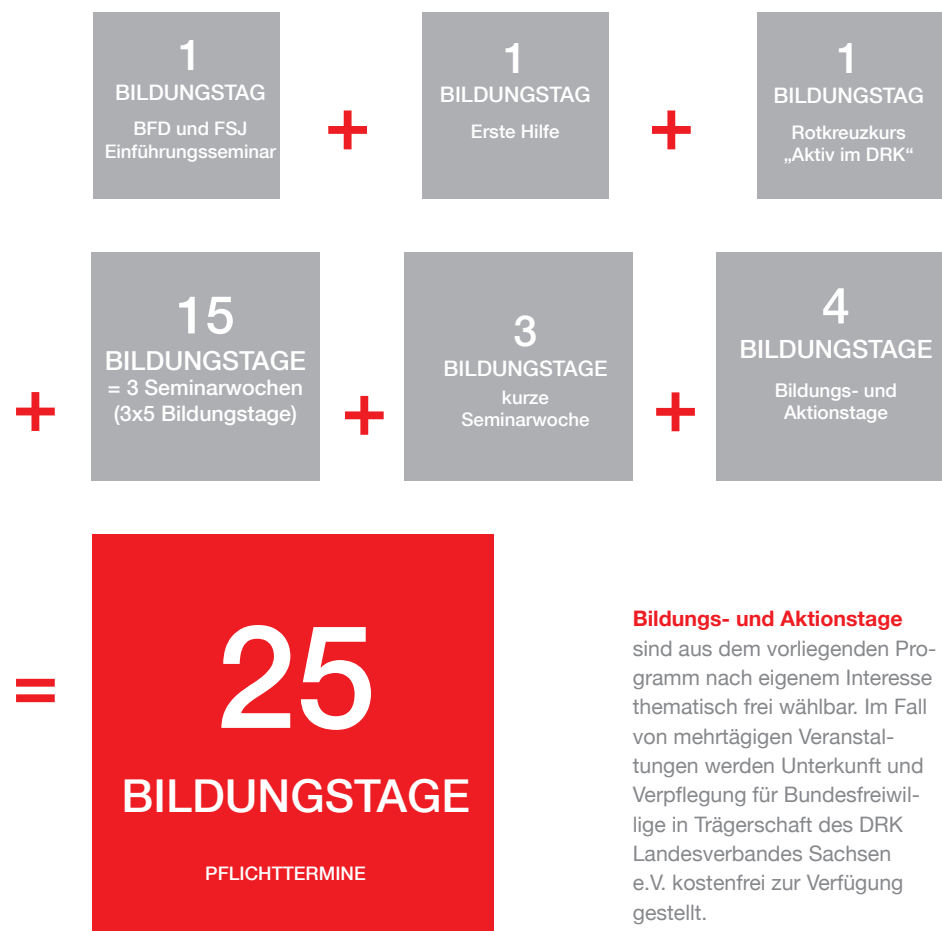 1
BILDUNGSTAG
BFD und FSJ
Einführungsseminar
+
1
BILDUNGSTAG
Erste Hilfe
+
1
BILDUNGSTAG
Rotkreuzkurs
„Aktiv im DRK“
+
15
BILDUNGSTAGE
= 3 Seminarwochen
(3x5 Bildungstage)
+
3
BILDUNGSTAGE
kurze
Seminarwoche
+
4
BILDUNGSTAGE
Bildungs- und
Aktionstage
=
25
BILDUNGSTAGE
PFLICHTTERMINE
Bildungs- und Aktionstage
sind aus dem vorliegenden Pro-
gramm nach eigenem Interesse
thematisch frei wählbar. Im Fall
von mehrtägigen Veranstal-
tungen werden Unterkunft und
Verpflegung für Bundesfreiwil-
lige in Trägerschaft des DRK
Landesverbandes Sachsen
e.V. kostenfrei zur Verfügung
gestellt.